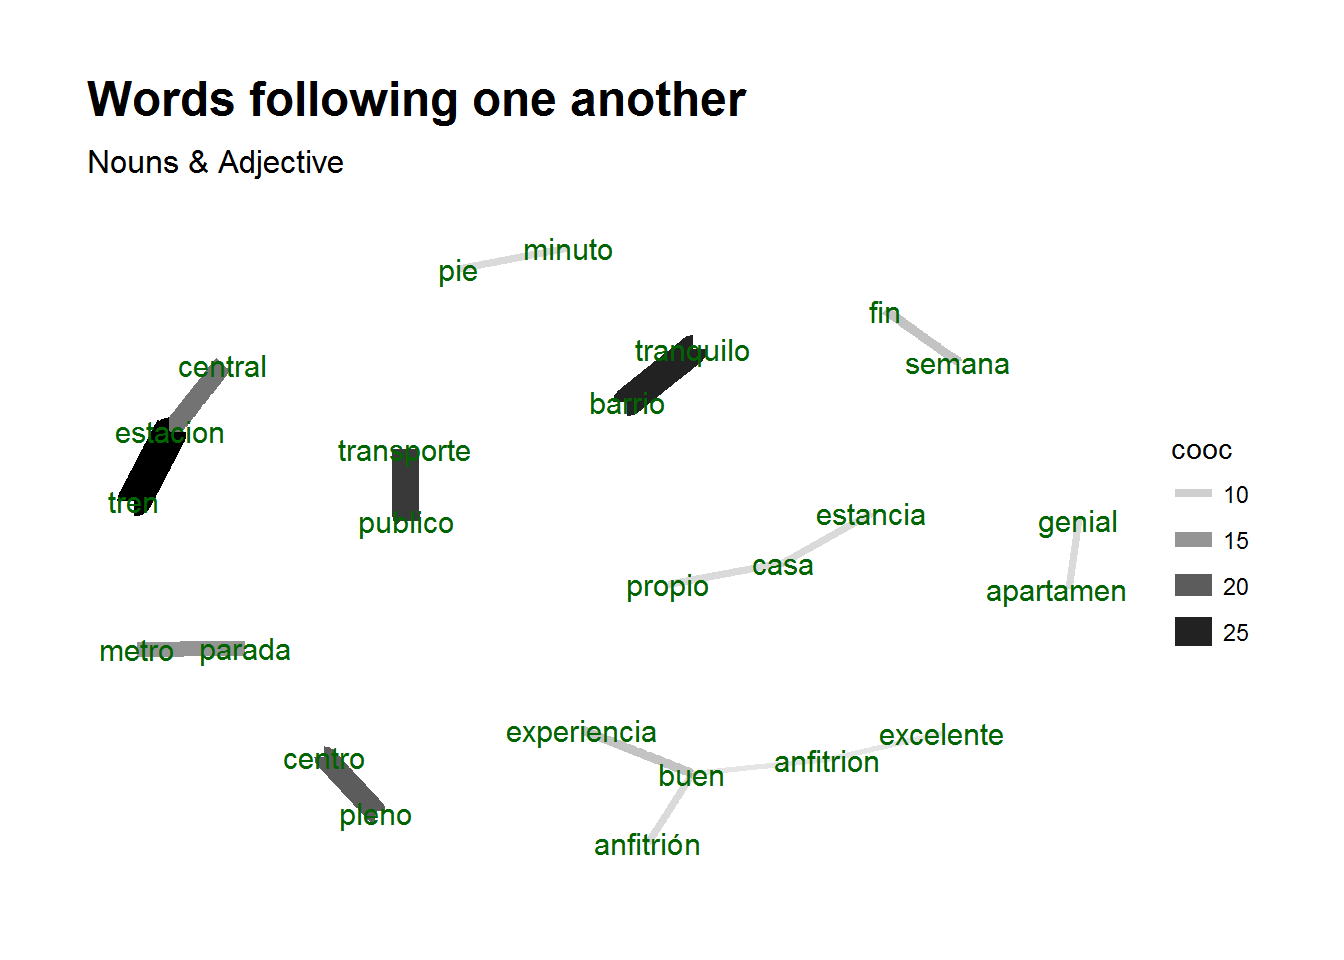 Words following one another
Nouns & Adjective
minuto
pie
fin
tranquilo
semana
central
barrio
estacion
transporte
cooc
tren
publico
10
estancia
genial
15
casa
propio
apartamen
20
25
metro
parada
experiencia
excelente
centro
anfitrion
buen
pleno
anfitrión